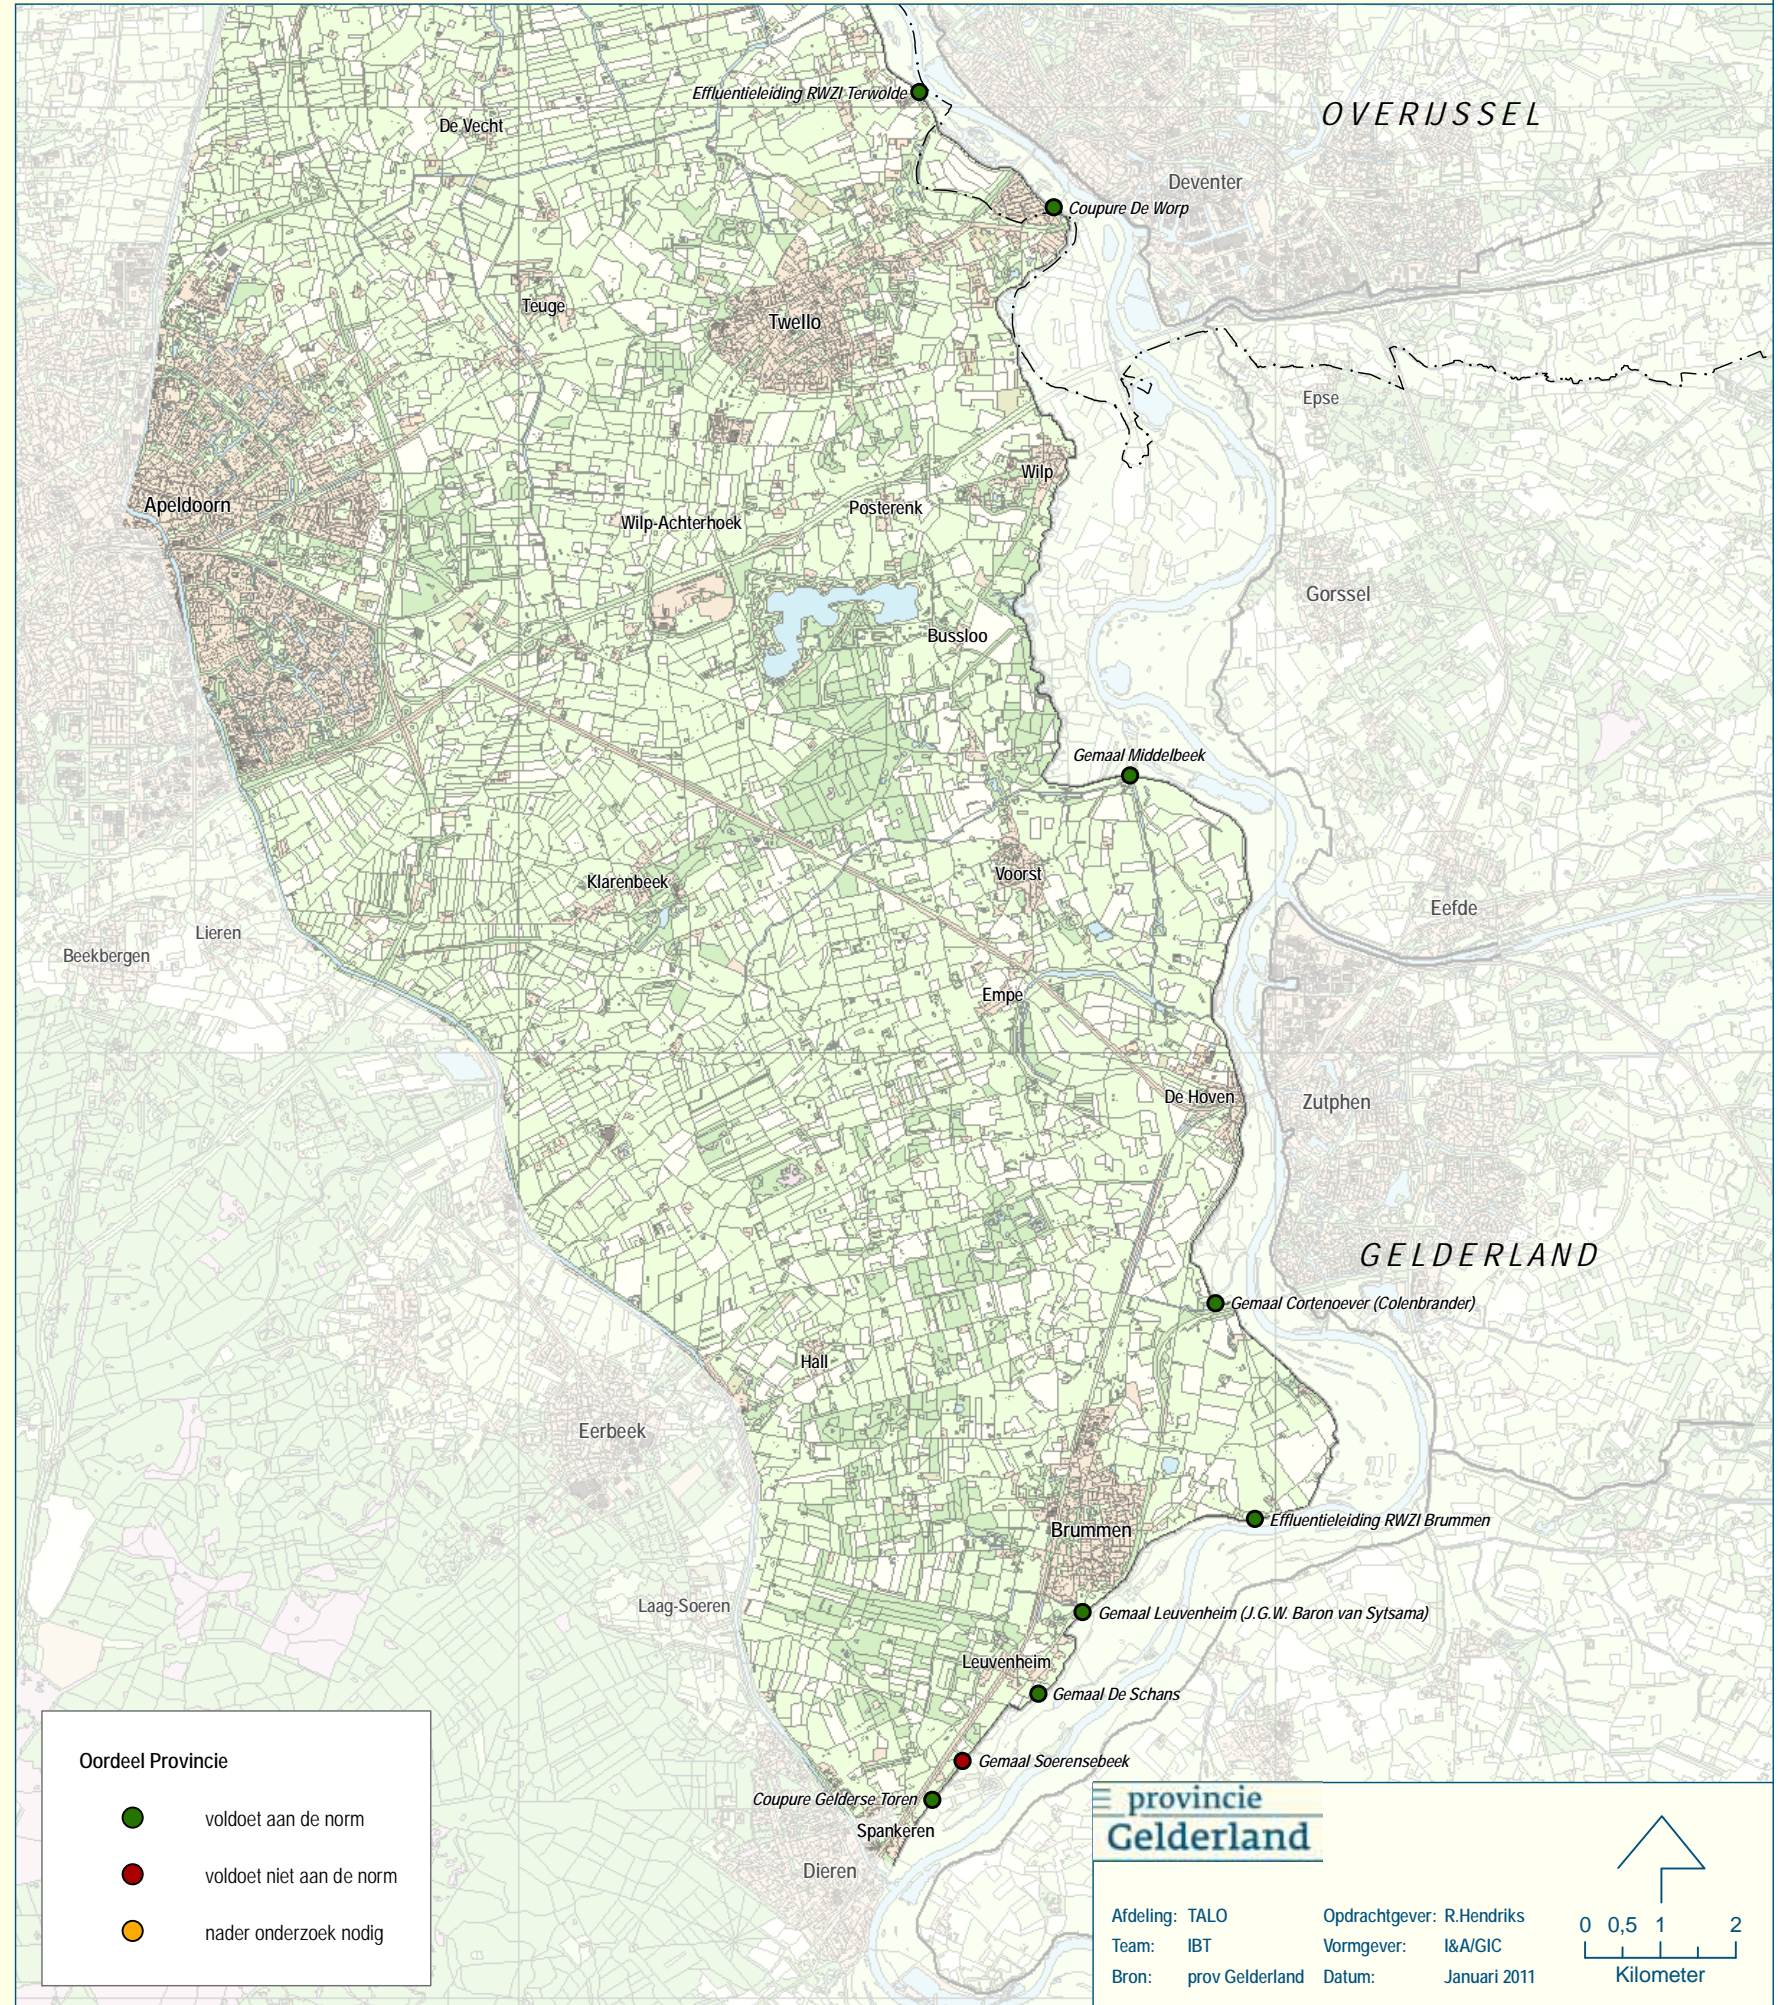 Effluentieleiding RWZI Terwolde
OVERIJSSEL
De Vecht
Deventer
Coupure De Worp
Teuge
Twello
Epse
Wilp
Apeldoorn
Posterenk
Wilp-Achterhoek
Gorssel
Bussloo
Gemaal Middelbeek
Voorst
Klarenbeek
Eefde
Lieren
Beekbergen
Empe
De Hoven
Zutphen
GELDERLAND
Gemaal Cortenoever (Colenbrander)
Hall
Eerbeek
Effluentieleiding RWZI Brummen
Brummen
Laag-Soeren
Gemaal Leuvenheim (J.G.W. Baron van Sytsama)
Leuvenheim
Gemaal De Schans
Gemaal Soerensebeek
Coupure Gelderse Toren
Spankeren
Dieren
Oordeel Provincie
voldoet aan de norm
voldoet niet aan de norm
nader onderzoek nodig
provincie
Gelderland
Afdeling: TALO Opdrachtgever: R.Hendriks
Team: IBT Vormgever: I&A/GIC
Bron: prov Gelderland Datum: Januari 2011
0 0,5 1 2
Kilometer